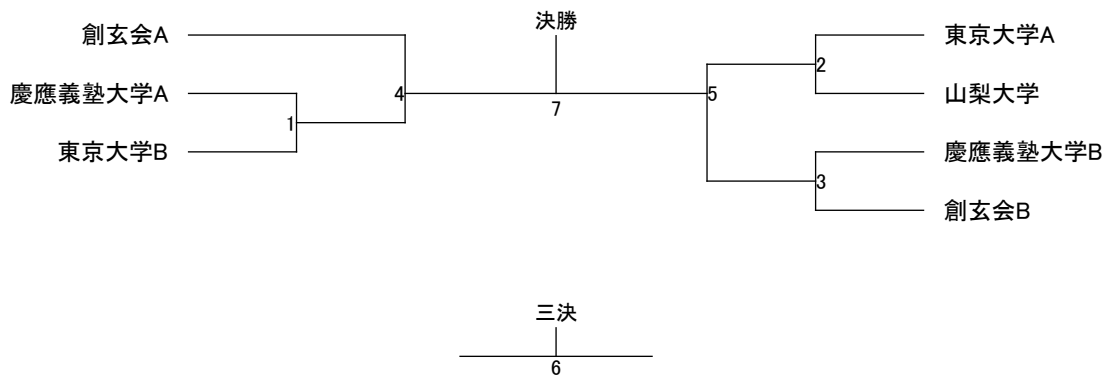 決勝
創玄会A
慶應義塾大学A
東京大学B
1
4
7
5
2
3
東京大学A
山梨大学
慶應義塾大学B
創玄会B
三決
6